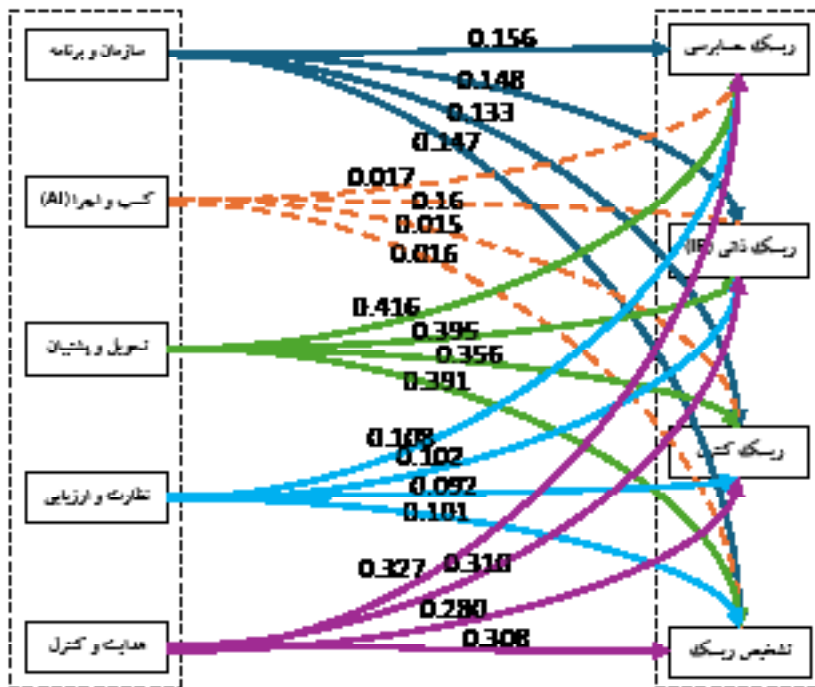 سازمان و برنامه
کسب و اجرا (AI)
تحویل و پشتیبان
نظارت و ارزیابی
هدایت و کنترل
0.156
0.148
0.133
0.147
0.017
0.16
0.015
0.016
0.416
0.395
0.356
0.391
0.108
0.102
0.092
0.101
0.327
0.310
0.280
0.308
ریسک حسابرسی
ریسک ذاتی (IR)
ریسک کنترل
تشخیص ریسک